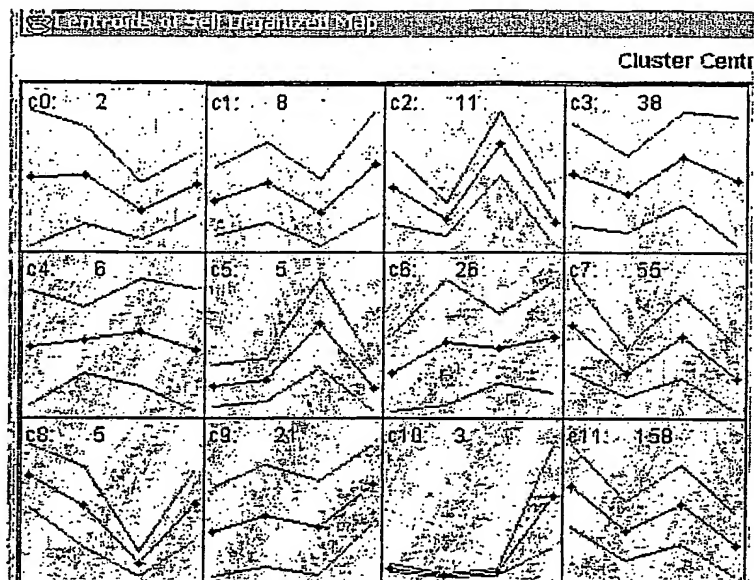 Centroids of Self Organized Map
Cluster Centr
c0: 2
c1: 8
c2: 11
c3: 38
c4: 6
c5: 5
c6: 26
c7: 55
c8: 5
c9: 21
c10: 3
c11: 158